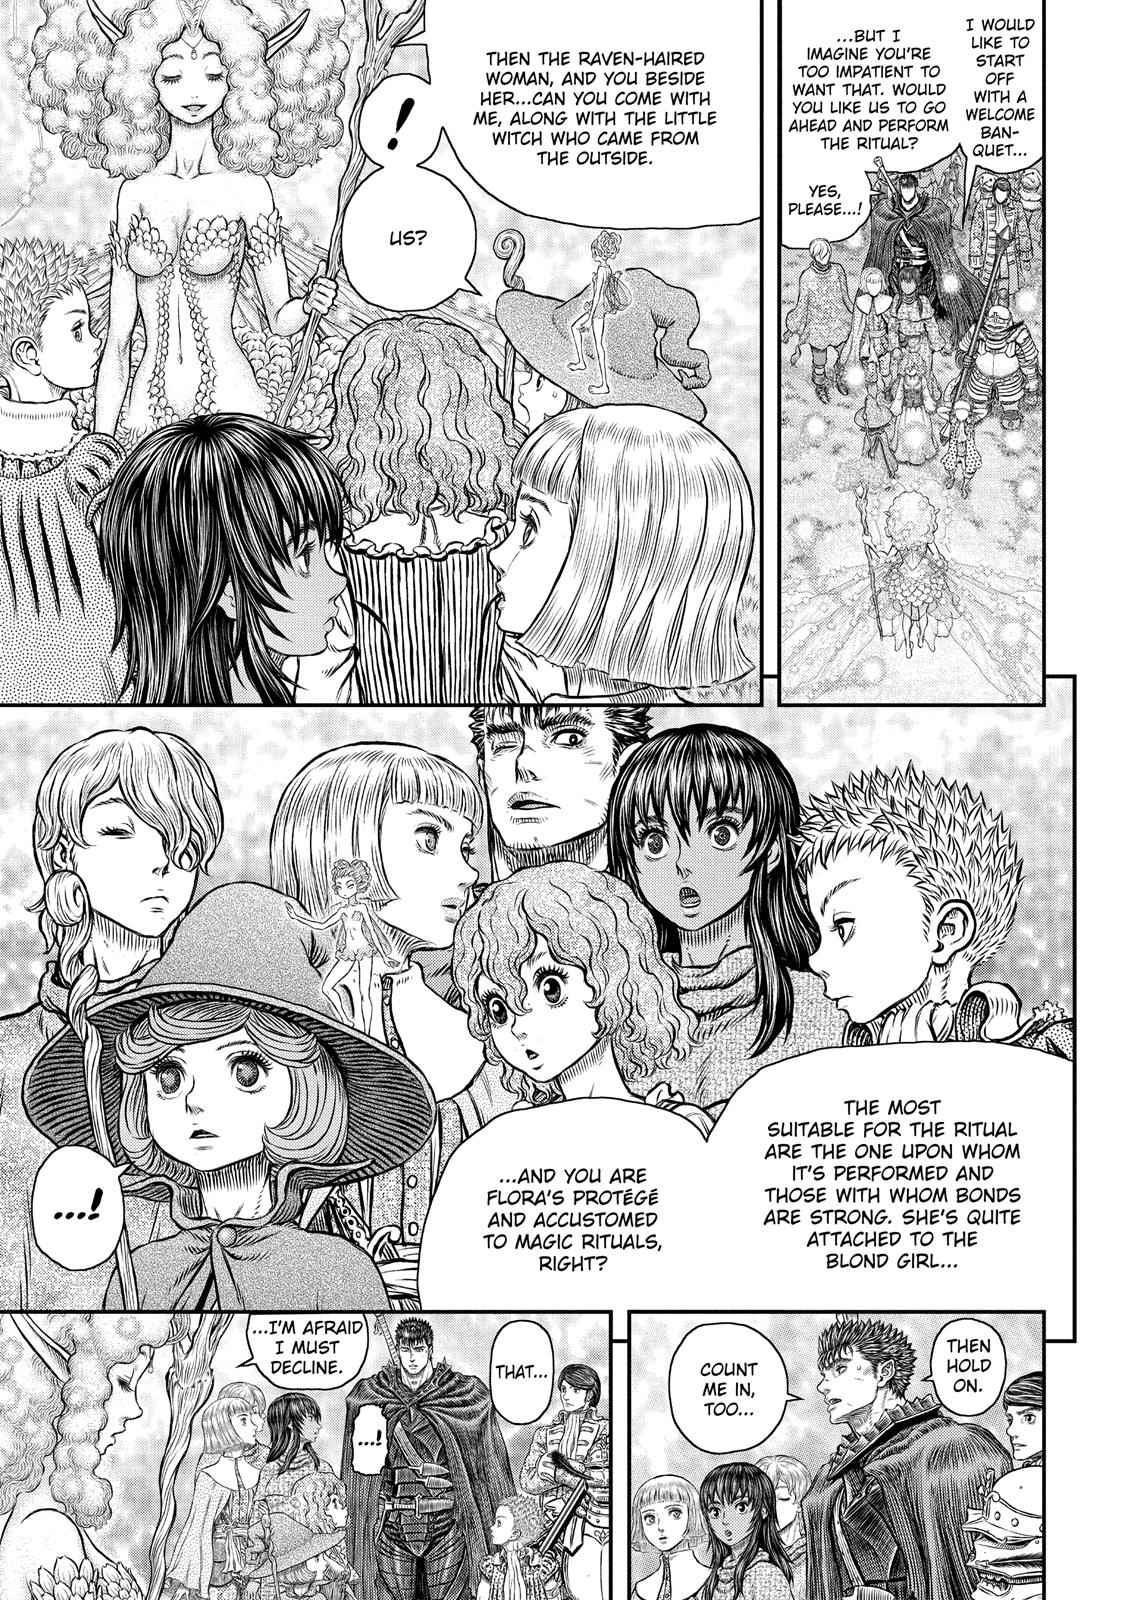 I WOULD
LIKE TO
START
OFF
WITH A
WELCOME
BAN-
QUET...
...BUT I
IMAGINE YOU'RE
TOO IMPATIENT TO
WANT THAT. WOULD
YOU LIKE US TO GO
AHEAD AND PERFORM
THE RITUAL?
YES,
PLEASE...!
THEN THE RAVEN-HAIRED
WOMAN, AND YOU BESIDE
HER...CAN YOU COME WITH
ME, ALONG WITH THE LITTLE
WITCH WHO CAME FROM
THE OUTSIDE.
!
US?
THE MOST
SUITABLE FOR THE RITUAL
ARE THE ONE UPON WHOM
IT'S PERFORMED AND
THOSE WITH WHOM BONDS
ARE STRONG. SHE'S QUITE
ATTACHED TO THE
BLOND GIRL...
...AND YOU ARE
FLORA'S PROTÉGÉ
AND ACCUSTOMED
TO MAGIC RITUALS,
RIGHT?
....!
THEN
HOLD
ON.
COUNT
ME IN,
TOO...
THAT...
...I'M AFRAID
I MUST
DECLINE.
...!